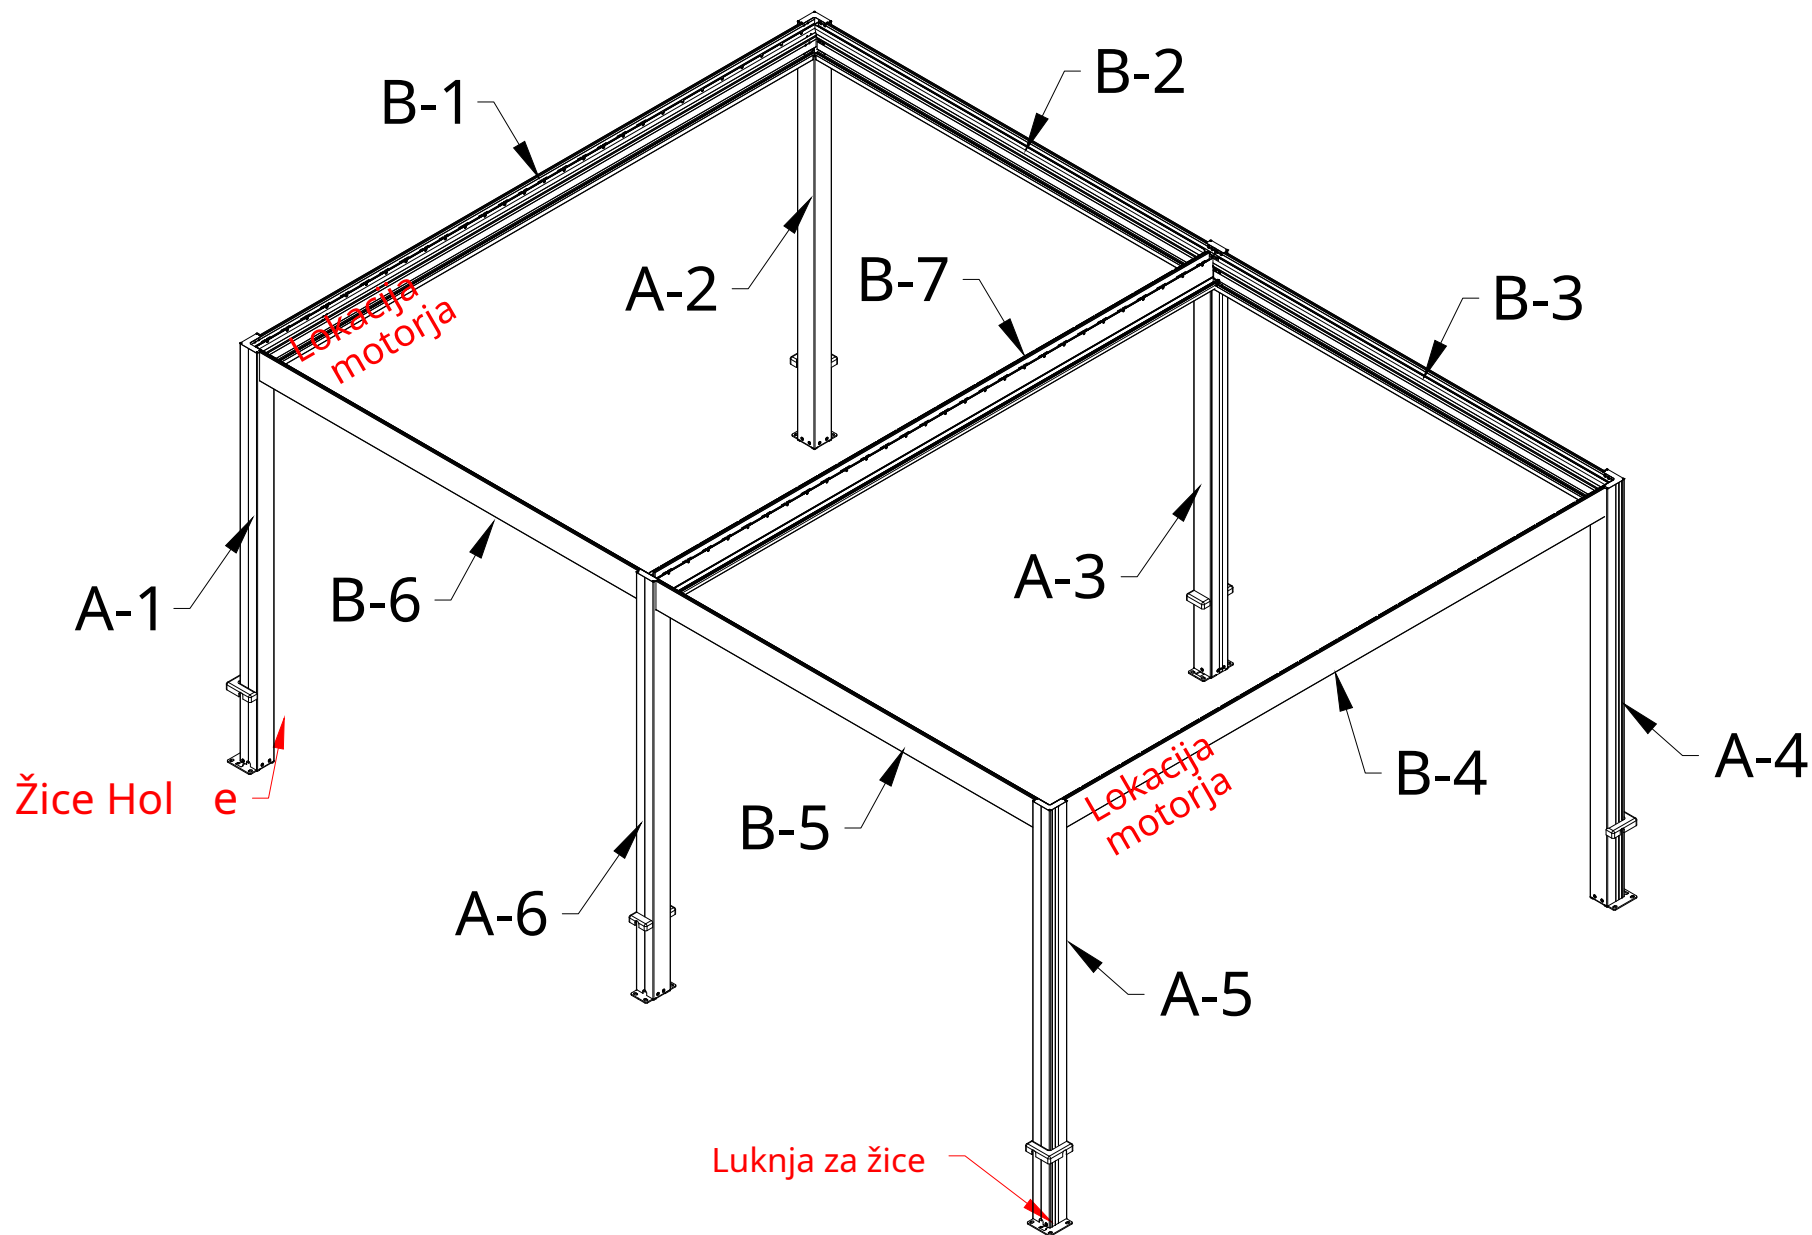 B-2
B-1
B-7
A-2
B-3
Lokacija
motorja
A-3
A-1
B-6
A-4
B-4
Lokacija
motorja
Žice Hol e
B-5
A-6
A-5
Luknja za žice